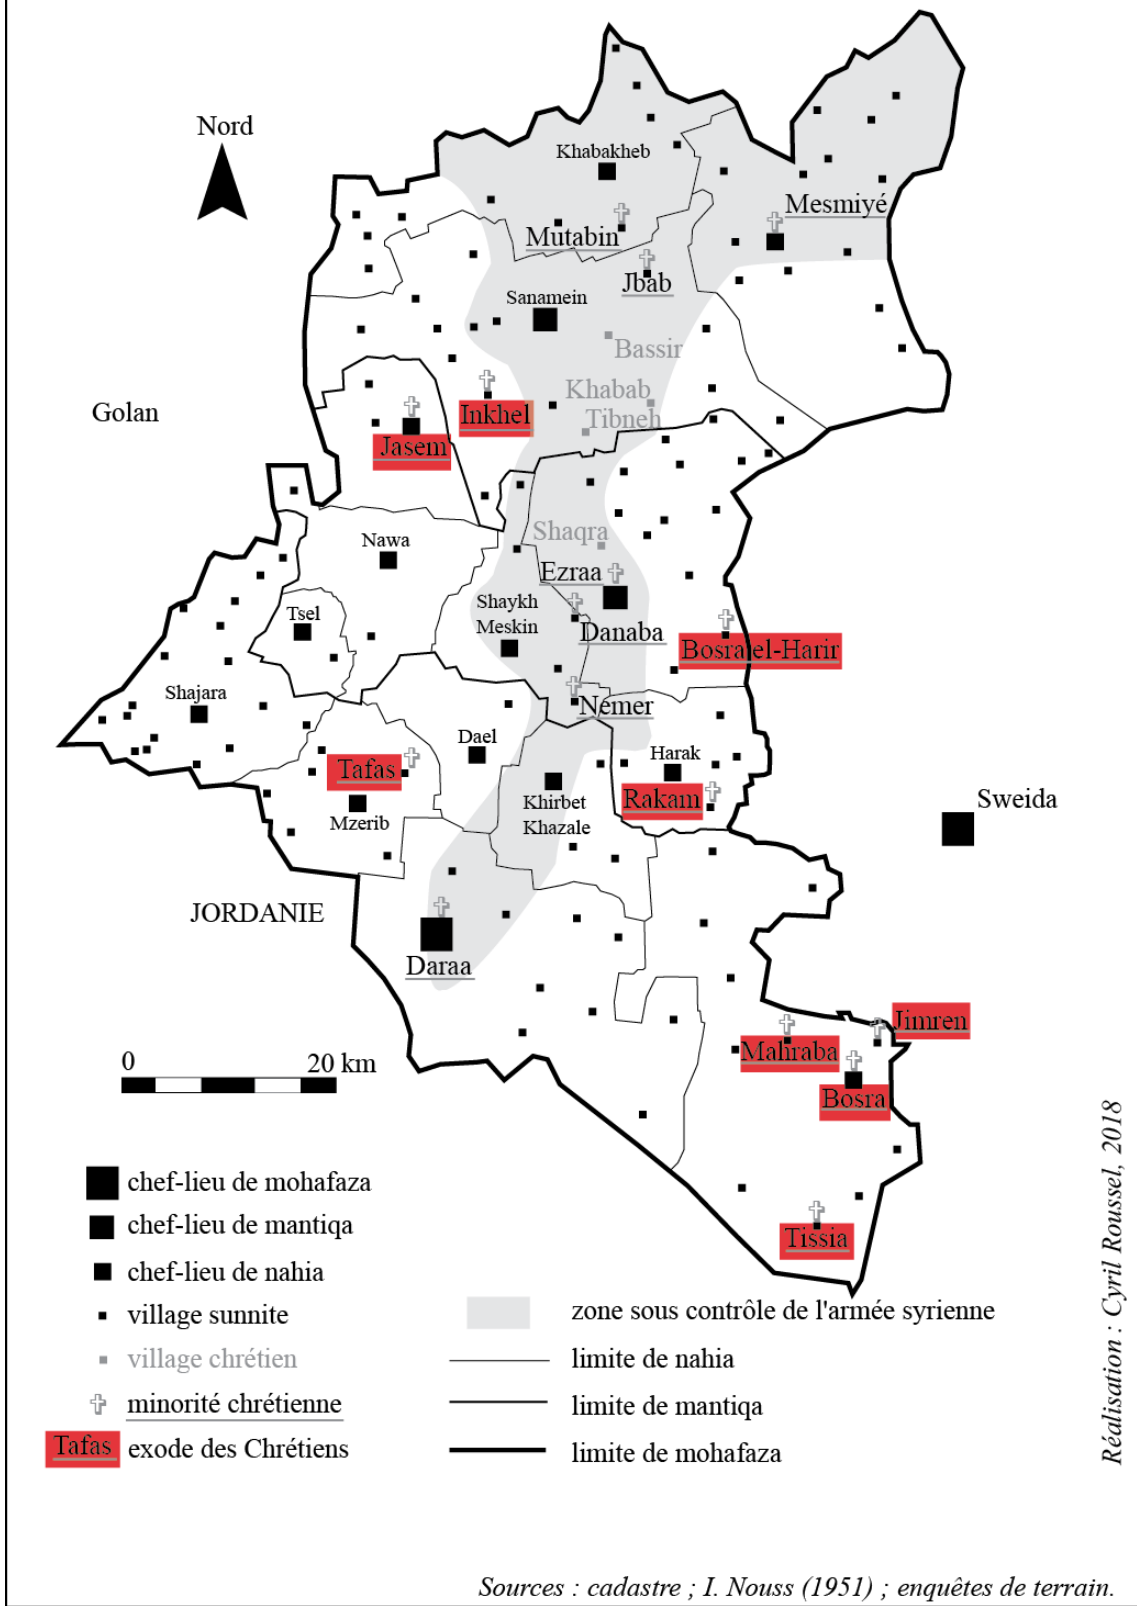 Nord
Khabakheb
Mesmiyé
Mutabin
Jbab
Sanamein
Bassir
Khabab
Tibneh
Inkhel
Jasem
Golan
Nawa
Shaqra
Ezraa
Tsel
Shaykh
Meskin
Danaba
Bosra el-Harir
Shajara
Nemer
Dael
Harak
Tafas
Mzerib
Khirbet
Khazale
Rakam
Sweida
JORDANIE
Daraa
Jimren
Mahraba
Bosra
Tissia
0 20 km
chef-lieu de mohafaza
chef-lieu de mantiqa
chef-lieu de nahia
village sunnite
village chrétien
minorité chrétienne
Tafas exode des Chrétiens
zone sous contrôle de l'armée syrienne
limite de nahia
limite de mantiqa
limite de mohafaza
Réalisation : Cyril Roussel, 2018
Sources : cadastre ; I. Nouss (1951) ; enquêtes de terrain.